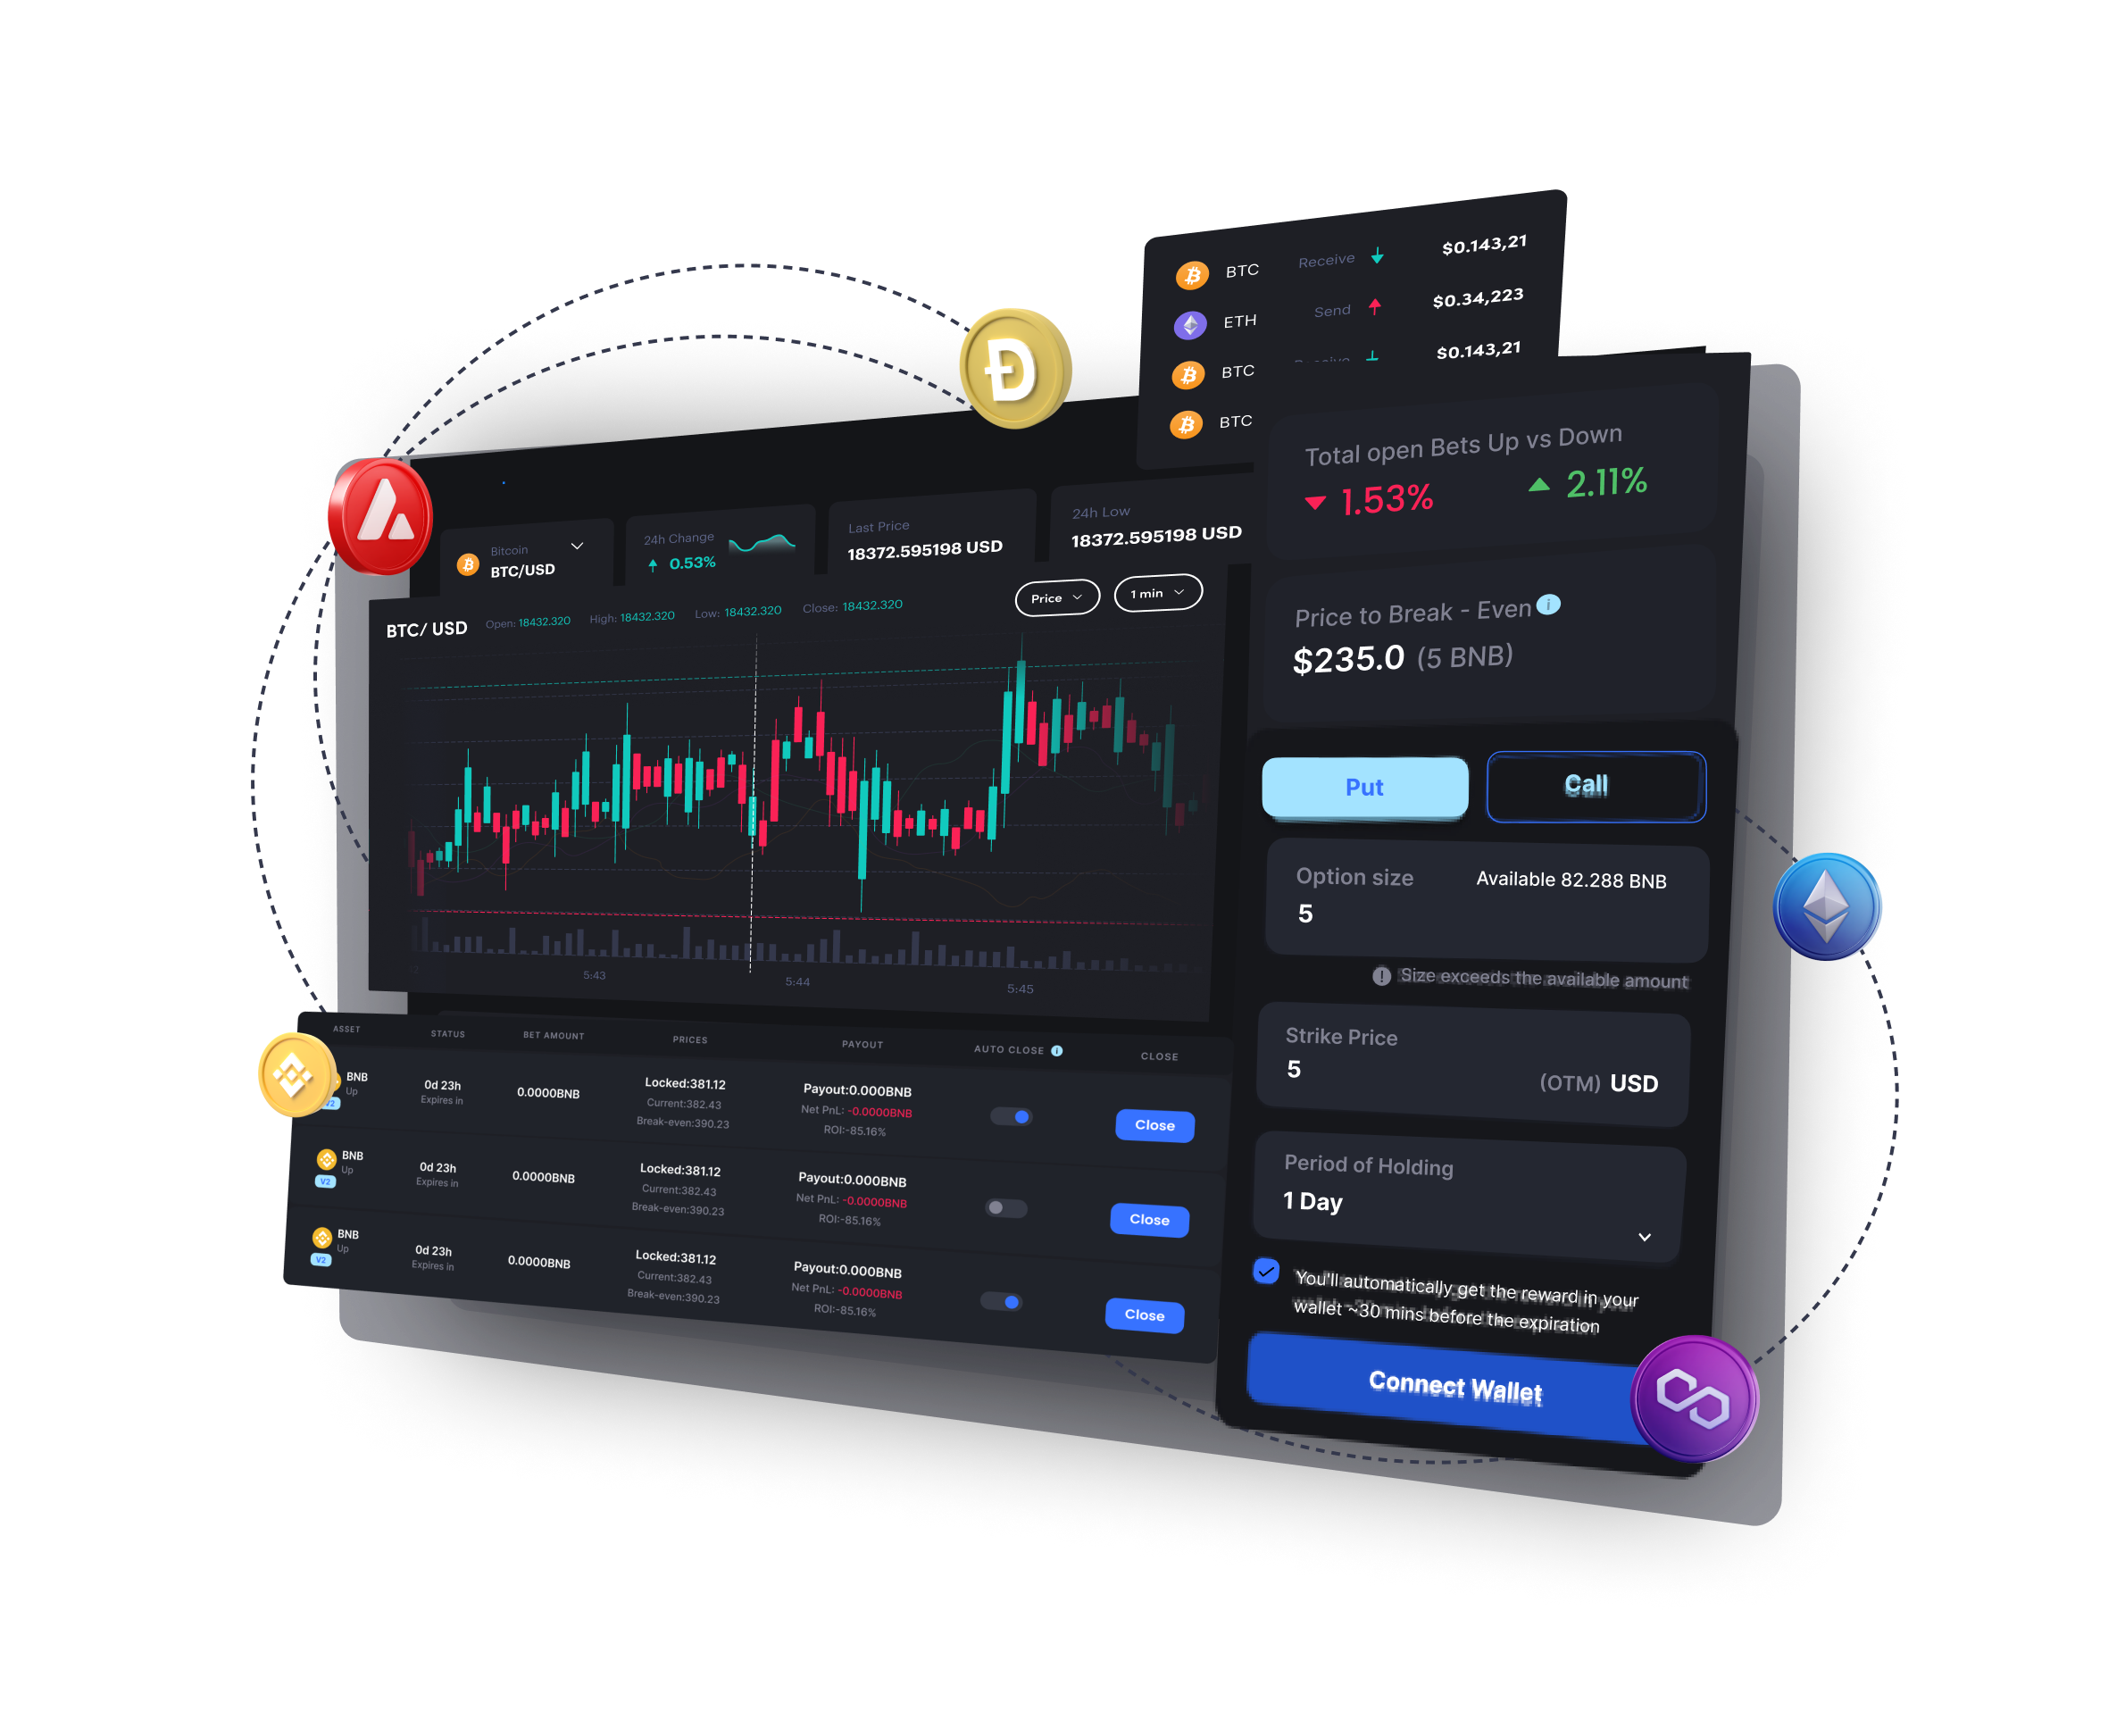 BTC Receive $0.143,21
ETH Send $0.34,223
BTC Receive $0.143,21
BTC
Bitcoin
BTC/USD
24h Change
0.53%
Last Price
18372.595198 USD
24h Low
18372.595198 USD
BTC/ USD Open: 18432.320 High: 18432.320 Low: 18432.320 Close: 18432.320
Price
1 min
5:43 5:44 5:45
ASSET STATUS BET AMOUNT PRICES PAYOUT AUTO CLOSE i CLOSE
BNB
Up
V2
0d 23h
Expires in
0.0000BNB
Locked:381.12
Current:382.43
Break-even:390.23
Payout:0.000BNB
Net PnL: -0.0000BNB
ROI:-85.16%
Close
BNB
Up
V2
0d 23h
Expires in
0.0000BNB
Locked:381.12
Current:382.43
Break-even:390.23
Payout:0.000BNB
Net PnL: -0.0000BNB
ROI:-85.16%
Close
BNB
Up
V2
0d 23h
Expires in
0.0000BNB
Locked:381.12
Current:382.43
Break-even:390.23
Payout:0.000BNB
Net PnL: -0.0000BNB
ROI:-85.16%
Close
Total open Bets Up vs Down
1.53% 2.11%
Price to Break - Even i
$235.0 (5 BNB)
Put
Call
Option size Available 82.288 BNB
5
! Size exceeds the available amount
Strike Price
5
(OTM) USD
Period of Holding
1 Day
You'll automatically get the reward in your
wallet ~30 mins before the expiration
Connect Wallet